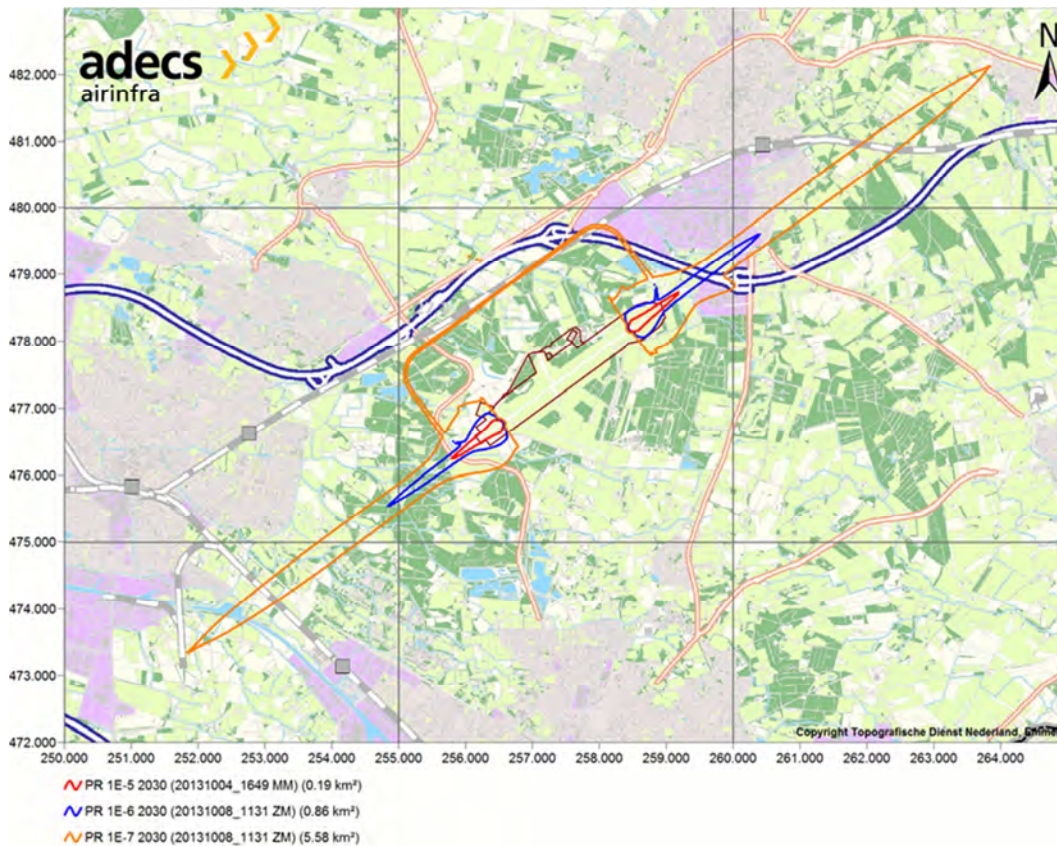 adecs
airinfra
N
482.000
481.000
480.000
479.000
478.000
477.000
476.000
475.000
474.000
473.000
472.000
Copyright Topografische Dienst Nederland,
250.000 251.000 252.000 253.000 254.000 255.000 256.000 257.000 258.000 259.000 260.000 261.000 262.000 263.000 264.000
PR 1E-5 2030 (20131004_1649 MM) (0.19 km²)
PR 1E-6 2030 (20131008_1131 ZM) (0.86 km²)
PR 1E-7 2030 (20131008_1131 ZM) (5.58 km²)